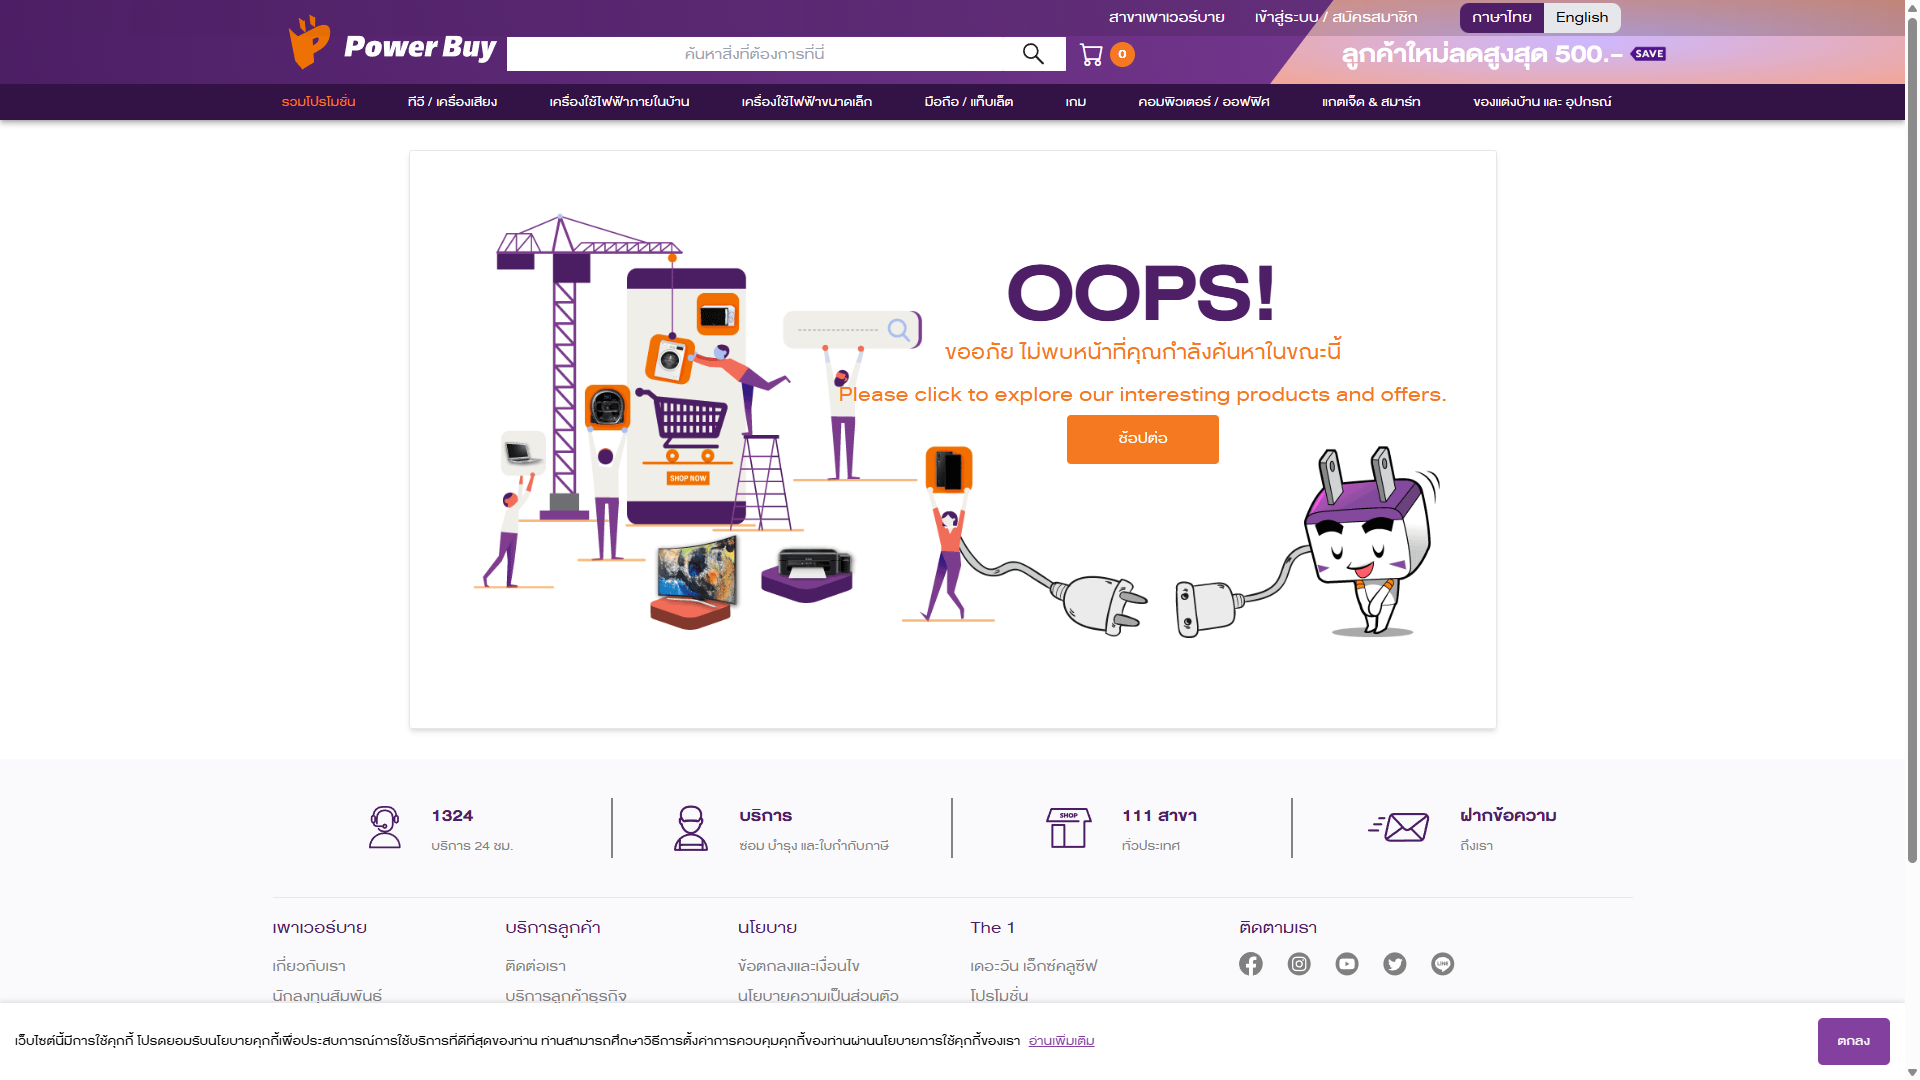 สาขาเพาเวอร์บาย
เข้าสู่ระบบ / สมัครสมาชิก
ภาษาไทย
English
Power Buy
ค้นหาสิ่งที่ต้องการที่นี่
0
ลูกค้าใหม่ลดสูงสุด 500.-
SAVE
รวมโปรโมชั่น
ทีวี / เครื่องเสียง
เครื่องใช้ไฟฟ้าภายในบ้าน
เครื่องใช้ไฟฟ้าขนาดเล็ก
มือถือ / แท็บเล็ต
เกม
คอมพิวเตอร์ / ออฟฟิศ
แกตเจ็ต & สมาร์ท
ของแต่งบ้าน และ อุปกรณ์
OOPS!
ขออภัย ไม่พบหน้าที่คุณกำลังค้นหาในขณะนี้
Please click to explore our interesting products and offers.
ช้อปต่อ
SHOP NOW
1324
บริการ 24 ชม.
บริการ
ซ่อม บำรุง และใบกำกับภาษี
SHOP
111 สาขา
ทั่วประเทศ
ฝากข้อความ
ถึงเรา
เพาเวอร์บาย
บริการลูกค้า
นโยบาย
The 1
ติดตามเรา
เกี่ยวกับเรา
ติดต่อเรา
ข้อตกลงและเงื่อนไข
เดอะวัน เอ็กซ์คลูซีฟ
นักลงทุนสัมพันธ์
บริการลูกค้าธุรกิจ
นโยบายความเป็นส่วนตัว
โปรโมชั่น
เว็บไซต์นี้มีการใช้คุกกี้ โปรดยอมรับนโยบายคุกกี้เพื่อประสบการณ์การใช้บริการที่ดีที่สุดของท่าน ท่านสามารถศึกษาวิธีการตั้งค่าการควบคุมคุกกี้ของท่านผ่านนโยบายการใช้คุกกี้ของเรา อ่านเพิ่มเติม
ตกลง